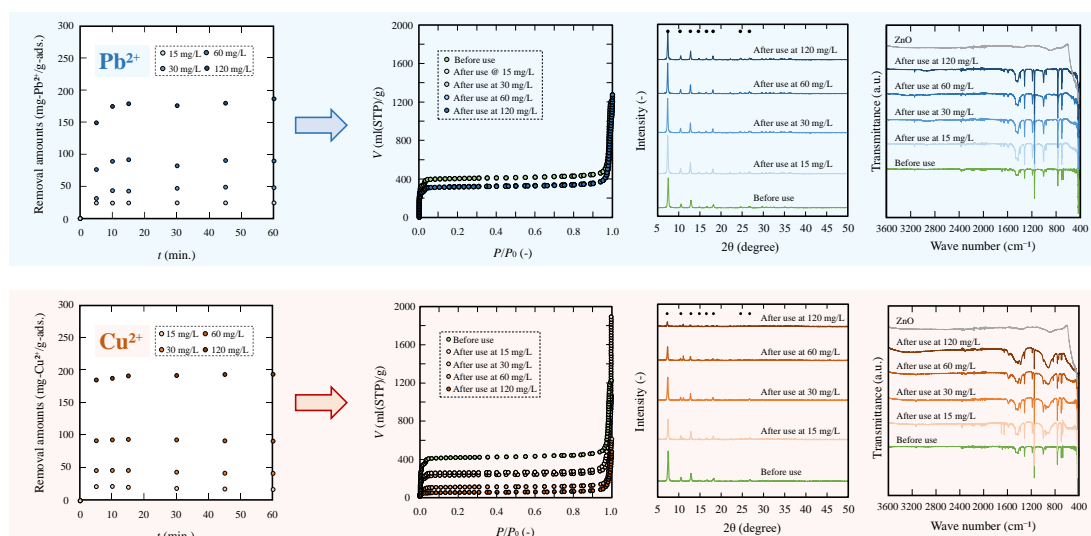 Pb²⁺
15 mg/L
60 mg/L
30 mg/L
120 mg/L
Removal amounts (mg-Pb²⁺/g-ads.)
300
250
200
150
100
50
0
0 10 20 30 40 50 60
t (min.)
V (ml(STP)/g)
2000
1600
1200
800
400
0
Before use
After use @ 15 mg/L
After use at 30 mg/L
After use at 60 mg/L
After use at 120 mg/L
0.0 0.2 0.4 0.6 0.8 1.0
P/P₀ (-)
Intensity (-)
After use at 120 mg/L
After use at 60 mg/L
After use at 30 mg/L
After use at 15 mg/L
Before use
5 10 15 20 25 30 35 40 45 50
2θ (degree)
Transmittance (a.u.)
ZnO
After use at 120 mg/L
After use at 60 mg/L
After use at 30 mg/L
After use at 15 mg/L
Before use
3600 3200 2800 2400 2000 1600 1200 800 400
Wave number (cm⁻¹)
Cu²⁺
15 mg/L
60 mg/L
30 mg/L
120 mg/L
Removal amounts (mg-Cu²⁺/g-ads.)
300
250
200
150
100
50
0
0 10 20 30 40 50 60
t (min.)
V (ml(STP)/g)
2000
1600
1200
800
400
0
Before use
After use at 15 mg/L
After use at 30 mg/L
After use at 60 mg/L
After use at 120 mg/L
0.0 0.2 0.4 0.6 0.8 1.0
P/P₀ (-)
Intensity (-)
After use at 120 mg/L
After use at 60 mg/L
After use at 30 mg/L
After use at 15 mg/L
Before use
5 10 15 20 25 30 35 40 45 50
2θ (degree)
Transmittance (a.u.)
ZnO
After use at 120 mg/L
After use at 60 mg/L
After use at 30 mg/L
After use at 15 mg/L
Before use
3600 3200 2800 2400 2000 1600 1200 800 400
Wave number (cm⁻¹)